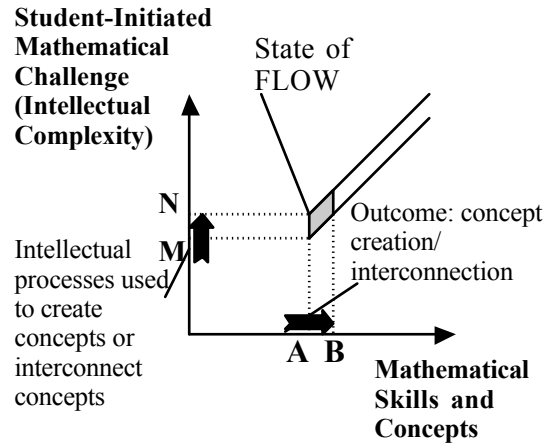 Student-Initiated
Mathematical
Challenge
(Intellectual
Complexity)
State of
FLOW
N
M
Outcome: concept
creation/
interconnection
Intellectual
processes used
to create
concepts or
interconnect
concepts
A B
Mathematical
Skills and
Concepts